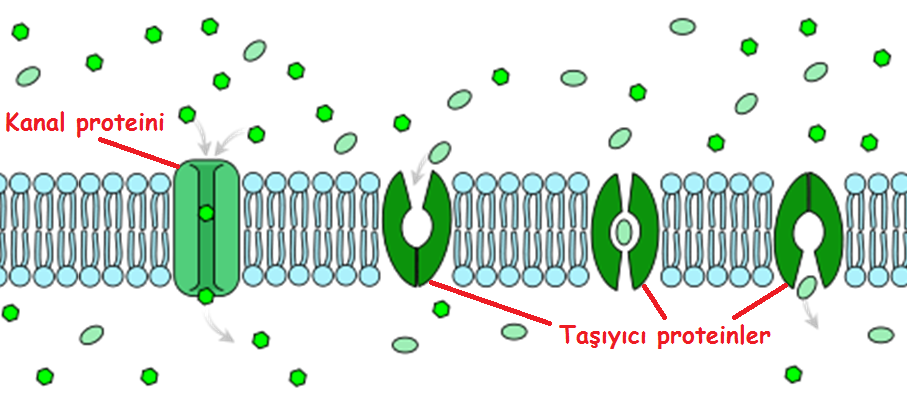 Kanal proteini
Taşıyıcı proteinler